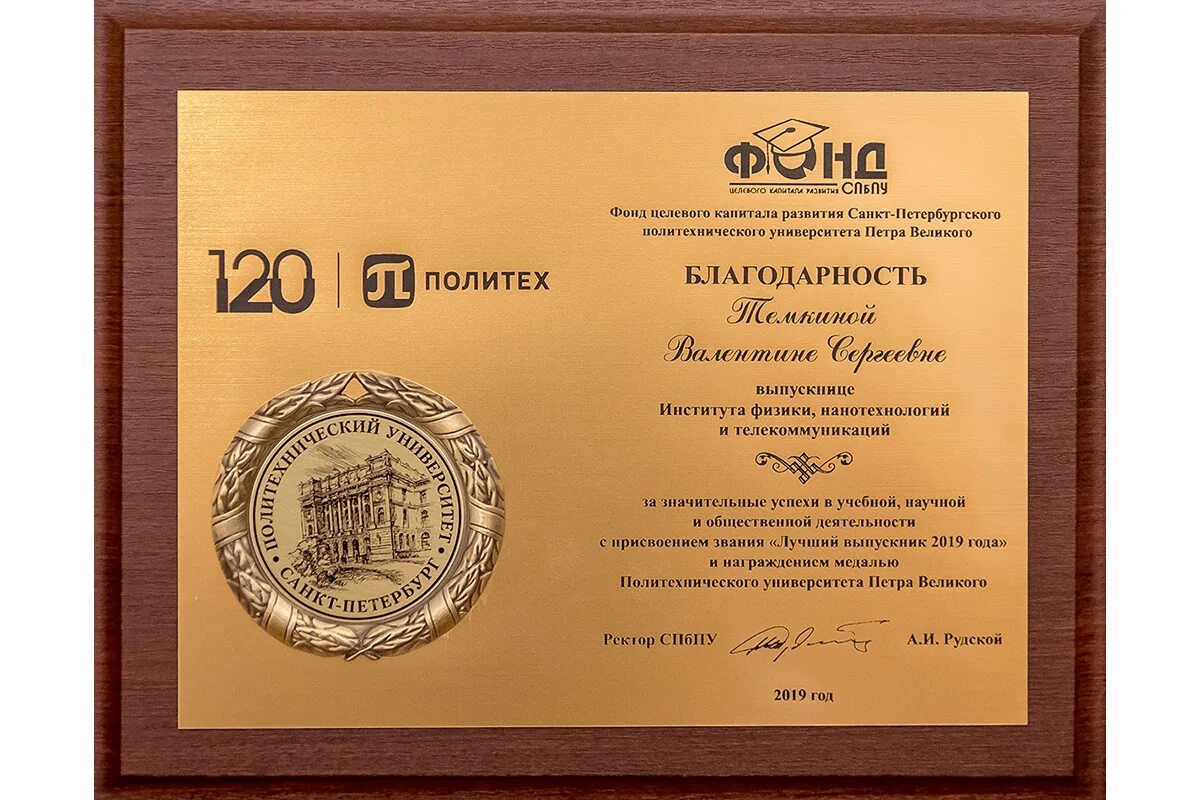 120 | ПОЛИТЕХ
ПОЛИТЕХНИЧЕСКИЙ УНИВЕРСИТЕТ
• САНКТ-ПЕТЕРБУРГ •
ФОНД
ЦЕЛЕВОГО КАПИТАЛА РАЗВИТИЯ СПбПУ
Фонд целевого капитала развития Санкт-Петербургского
политехнического университета Петра Великого
БЛАГОДАРНОСТЬ
Темкиной
Валентине Сергеевне
выпускнице
Института физики, нанотехнологий
и телекоммуникаций
за значительные успехи в учебной, научной
и общественной деятельности
с присвоением звания «Лучший выпускник 2019 года»
и награждением медалью
Политехнического университета Петра Великого
Ректор СПбПУ А.И. Рудской
2019 год